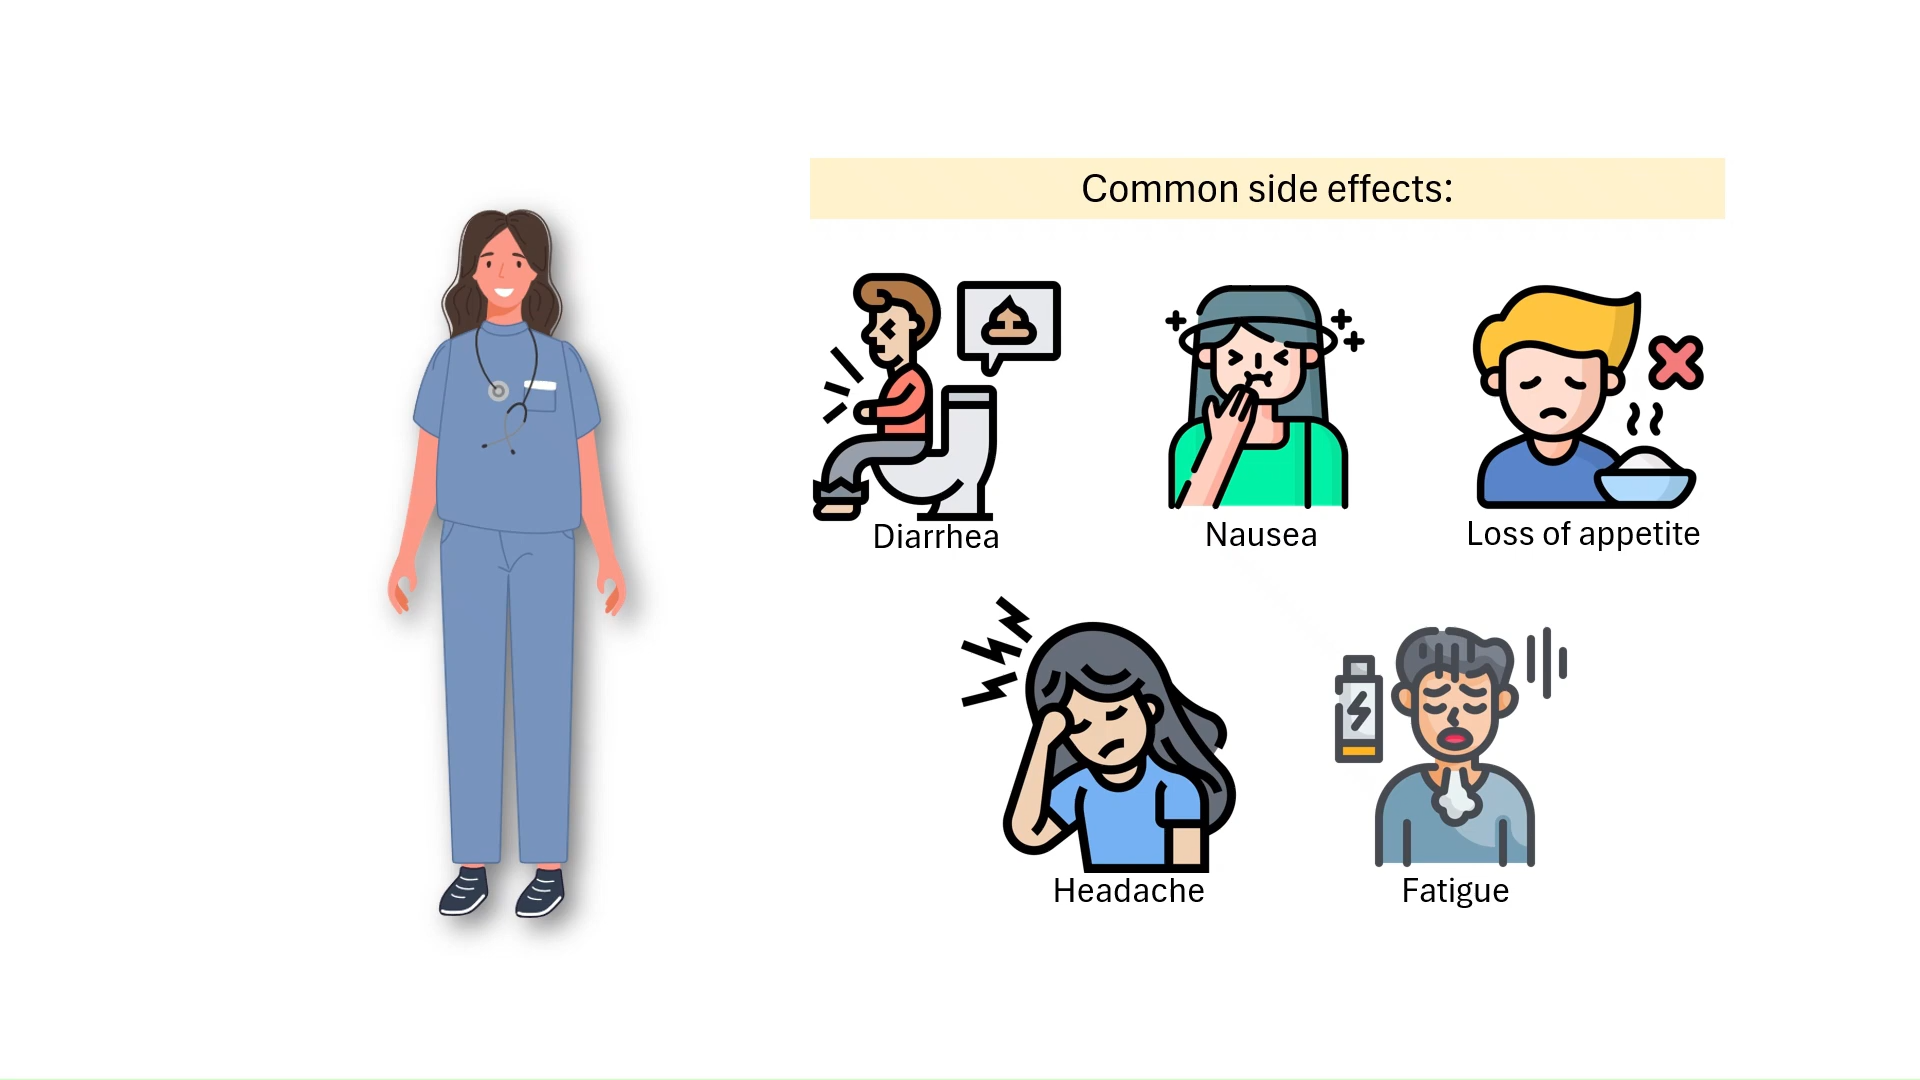 Common side effects:
Diarrhea
Nausea
Loss of appetite
Headache
Fatigue